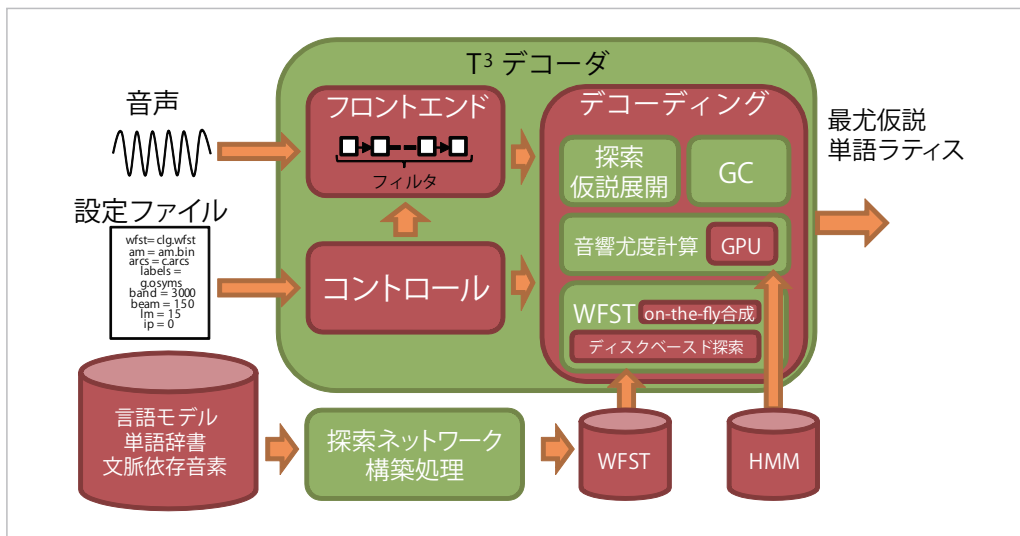 T³ デコーダ
音声
フロントエンド
フィルタ
デコーディング
探索
仮説展開
GC
音響尤度計算
GPU
WFST
on-the-fly合成
ディスクベースド探索
最尤仮説
単語ラティス
設定ファイル
wfst= clg.wfst
am = am.bin
arcs = c.arcs
labels =
g.osyms
band = 3000
beam = 150
lm = 15
ip = 0
コントロール
言語モデル
単語辞書
文脈依存音素
探索ネットワーク
構築処理
WFST
HMM